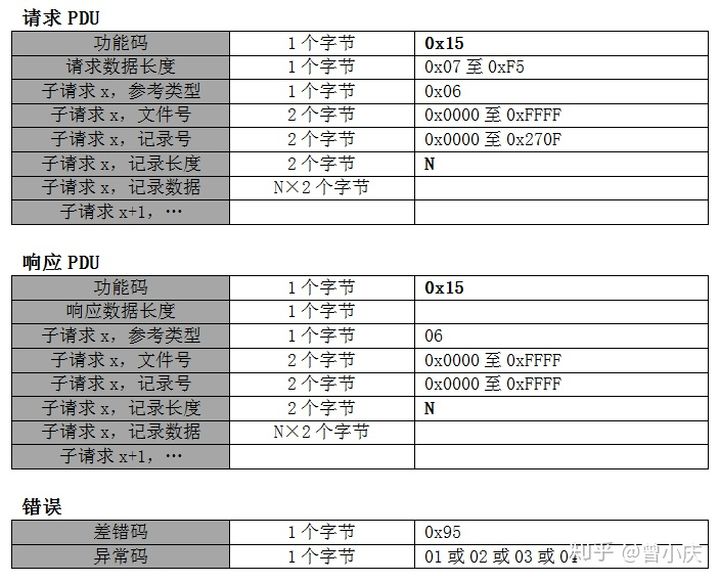 请求 PDU
功能码 1 个字节 0x15
请求数据长度 1 个字节 0x07 至 0xF5
子请求 x，参考类型 1 个字节 0x06
子请求 x，文件号 2 个字节 0x0000 至 0xFFFF
子请求 x，记录号 2 个字节 0x0000 至 0x270F
子请求 x，记录长度 2 个字节 N
子请求 x，记录数据 N×2 个字节
子请求 x+1，…
响应 PDU
功能码 1 个字节 0x15
响应数据长度 1 个字节
子请求 x，参考类型 1 个字节 06
子请求 x，文件号 2 个字节 0x0000 至 0xFFFF
子请求 x，记录号 2 个字节 0x0000 至 0xFFFF
子请求 x，记录长度 2 个字节 N
子请求 x，记录数据 N×2 个字节
子请求 x+1，…
错误
差错码 1 个字节 0x95
异常码 1 个字节 01 或 02 或 03 或 04
知乎 @曾小庆